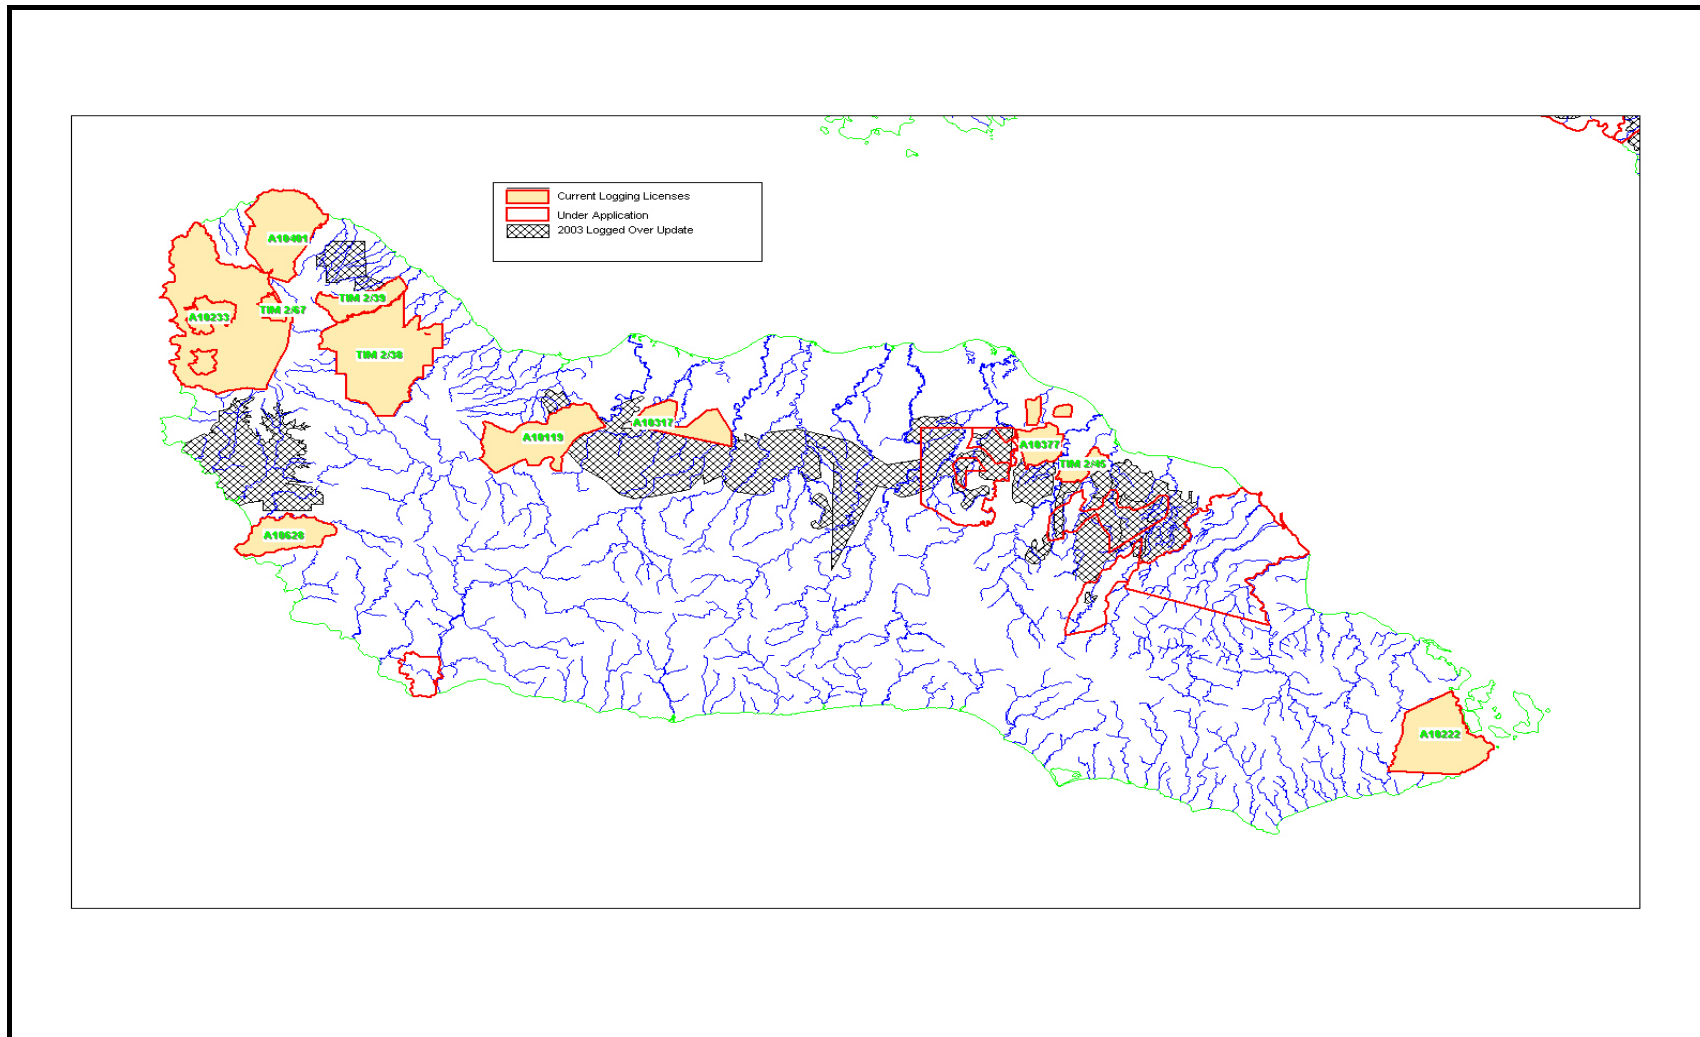 Current Logging Licenses
Under Application
2003 Logged Over Update
A10401
TIM 2/39
A10233
TIM 2/67
TIM 2/38
A10317
A10119
A10377
TIM 2/45
A10628
A10222